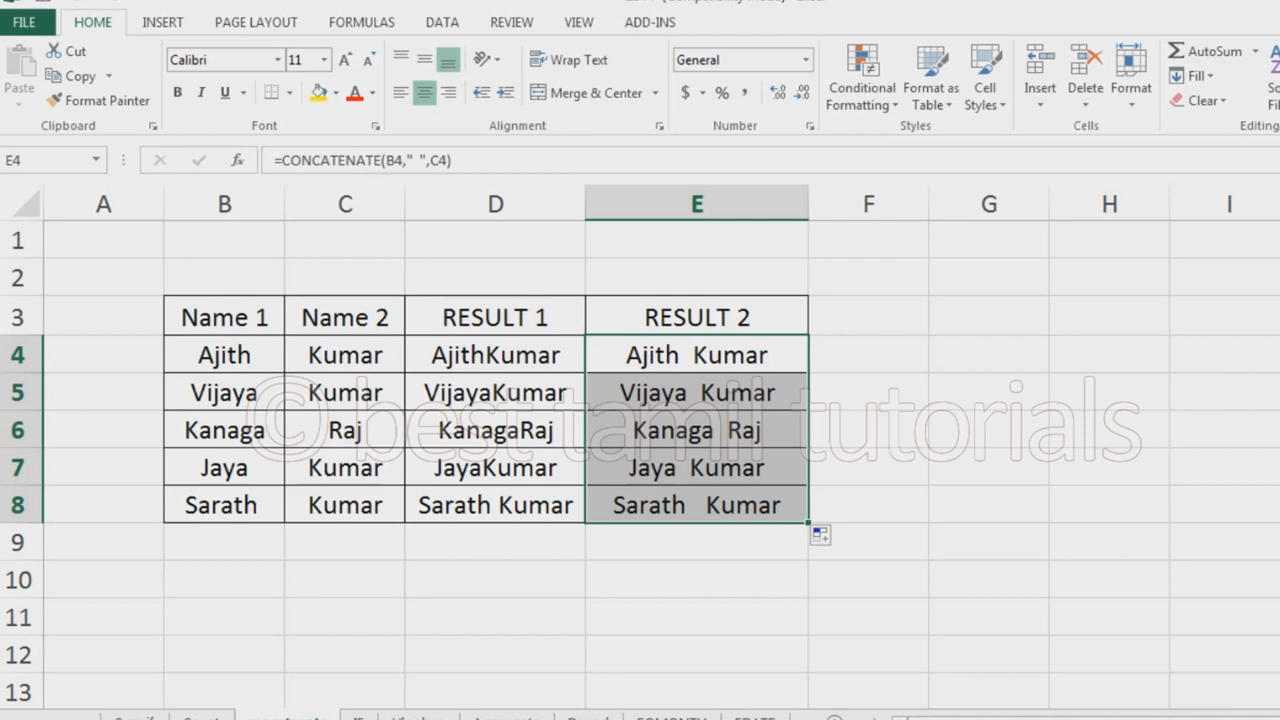 FILE HOME INSERT PAGE LAYOUT FORMULAS DATA REVIEW VIEW ADD-INS
Cut
Copy
Format Painter
Paste
Clipboard
Calibri 11
B I U
Font
Wrap Text
Merge & Center
Alignment
General
$ % ,
Number
Conditional Formatting
Format as Table
Cell Styles
Styles
Insert Delete Format
Cells
AutoSum
Fill
Clear
Editing
E4 fx =CONCATENATE(B4,"  ",C4)
A B C D E F G H I
1
2
3 Name 1 Name 2 RESULT 1 RESULT 2
4 Ajith Kumar AjithKumar Ajith  Kumar
5 Vijaya Kumar VijayaKumar Vijaya  Kumar
6 Kanaga Raj KanagaRaj Kanaga  Raj
7 Jaya Kumar JayaKumar Jaya  Kumar
8 Sarath Kumar Sarath Kumar Sarath   Kumar
© best tamil tutorials
9
10
11
12
13